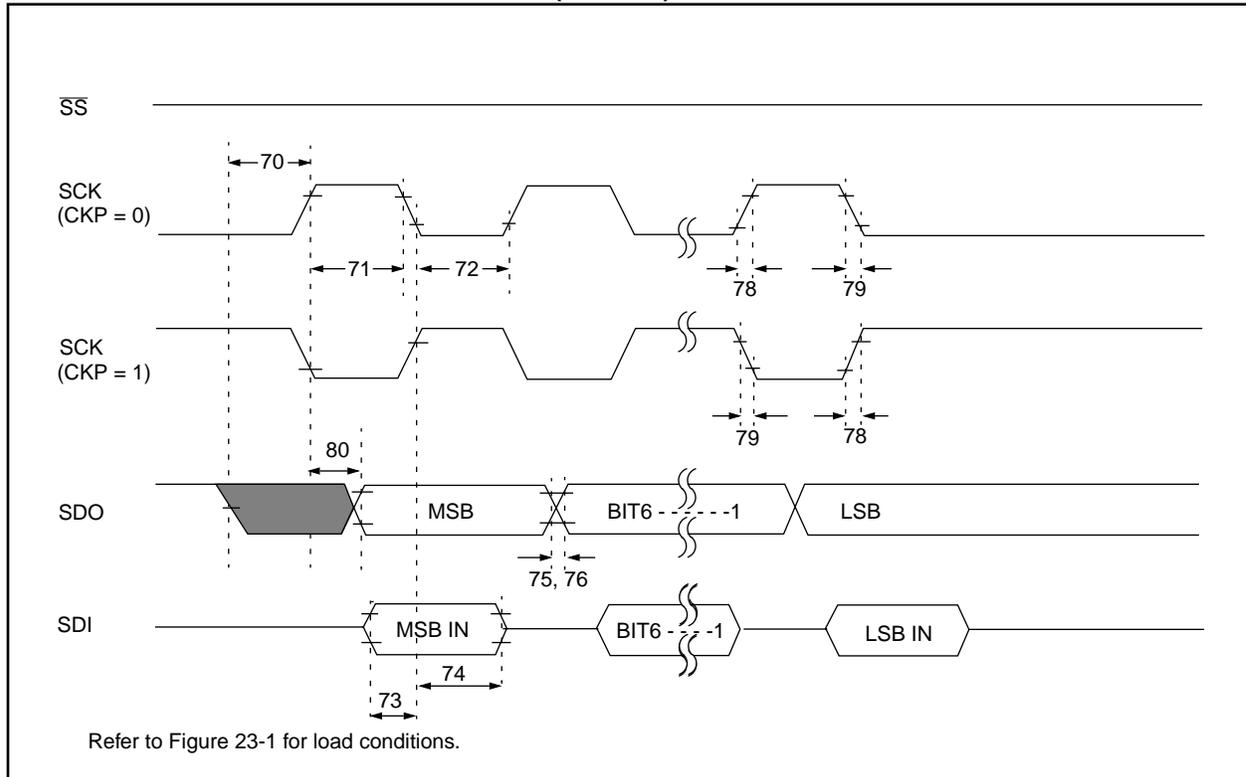 SS
70
SCK
(CKP = 0)
71
72
78
79
SCK
(CKP = 1)
79
78
80
SDO
MSB
BIT6 - - - - - -1
LSB
75, 76
SDI
MSB IN
BIT6 - - - -1
LSB IN
74
73
Refer to Figure 23-1 for load conditions.